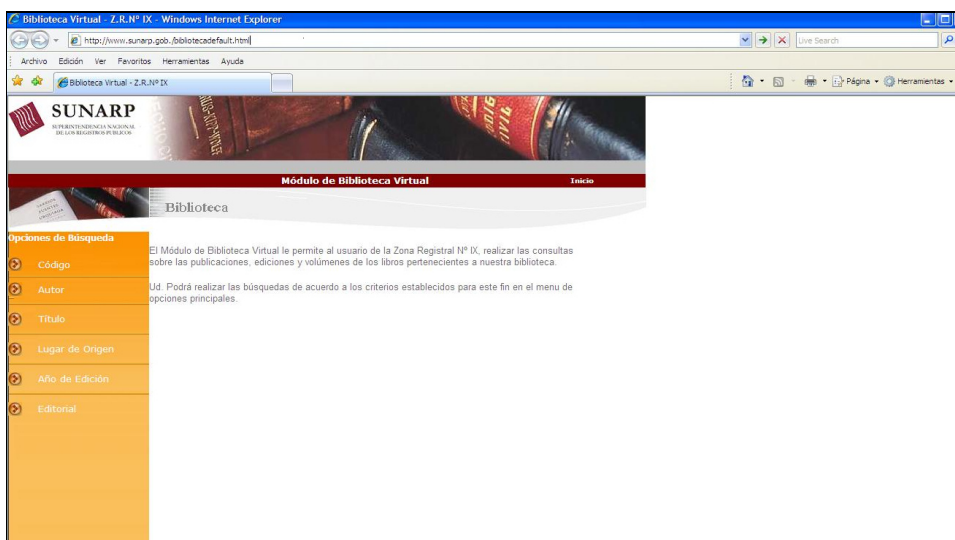 Biblioteca Virtual - Z.R.Nº IX - Windows Internet Explorer
http://www.sunarp.gob./bibliotecadefault.html
Live Search
Archivo Edición Ver Favoritos Herramientas Ayuda
Biblioteca Virtual - Z.R.Nº IX
Página
Herramientas
SUNARP
SUPERINTENDENCIA NACIONAL
DE LOS REGISTROS PUBLICOS
CIVIL
Módulo de Biblioteca Virtual
Inicio
Biblioteca
Opciones de Búsqueda
Código
Autor
Título
Lugar de Origen
Año de Edición
Editorial
El Módulo de Biblioteca Virtual le permite al usuario de la Zona Registral Nº IX, realizar las consultas
sobre las publicaciones, ediciones y volúmenes de los libros pertenecientes a nuestra biblioteca.
Ud. Podrá realizar las búsquedas de acuerdo a los criterios establecidos para este fin en el menu de
opciones principales.